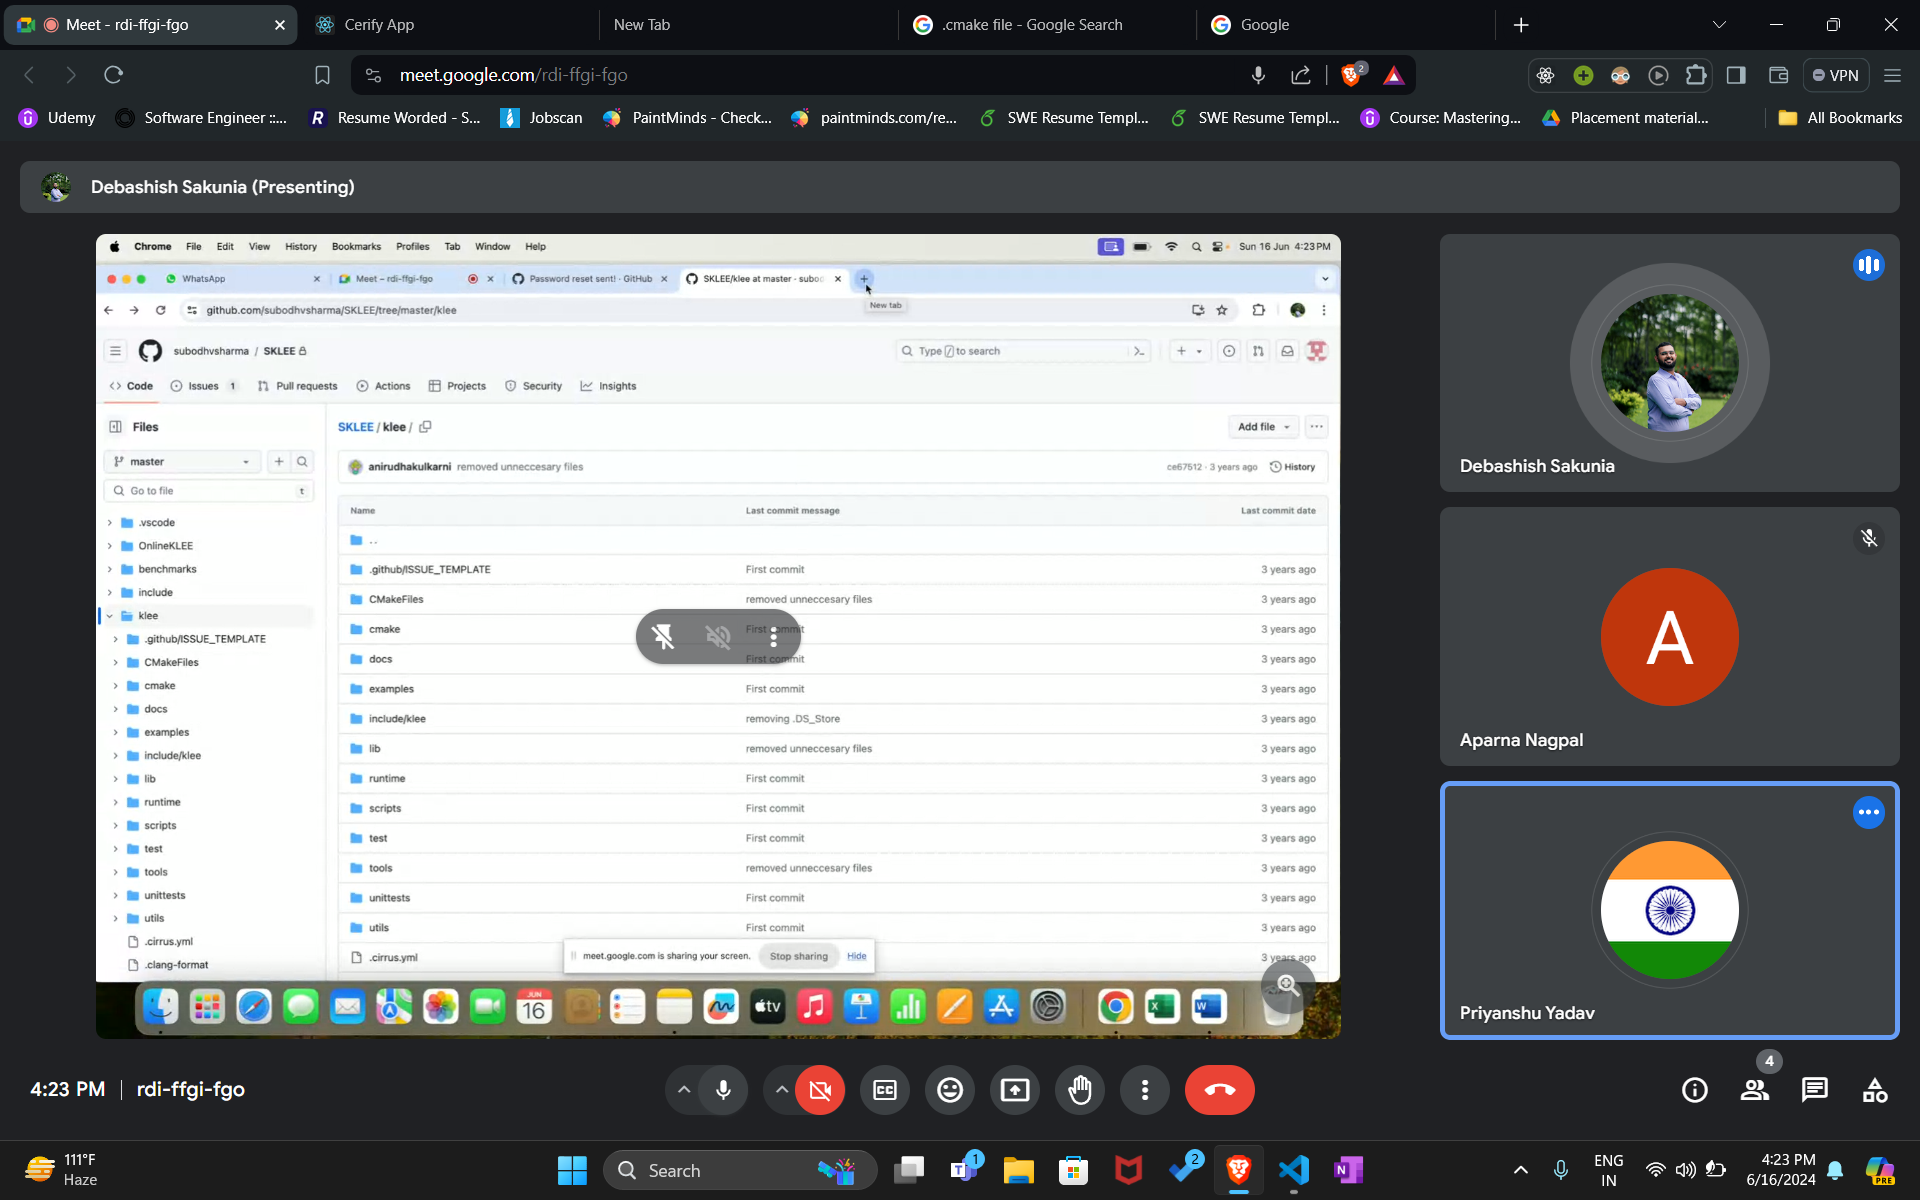 Meet - rdi-ffgi-fgo
Cerify App
New Tab
.cmake file - Google Search
Google
meet.google.com/rdi-ffgi-fgo
2
VPN
Udemy
Software Engineer ::...
Resume Worded - S...
Jobscan
PaintMinds - Check...
paintminds.com/re...
SWE Resume Templ...
SWE Resume Templ...
Course: Mastering...
Placement material...
All Bookmarks
Debashish Sakunia (Presenting)
Chrome File Edit View History Bookmarks Profiles Tab Window Help
Sun 16 Jun 4:23 PM
WhatsApp
Meet – rdi-ffgi-fgo
Password reset sent! · GitHub
SKLEE/klee at master · subod
github.com/subodhvsharma/SKLEE/tree/master/klee
New tab
subodhvsharma / SKLEE
Type / to search
Code
Issues 1
Pull requests
Actions
Projects
Security
Insights
Files
master
Go to file
t
.vscode
OnlineKLEE
benchmarks
include
klee
.github/ISSUE_TEMPLATE
CMakeFiles
cmake
docs
examples
include/klee
lib
runtime
scripts
test
tools
unittests
utils
.cirrus.yml
.clang-format
SKLEE / klee /
Add file
anirudhakulkarni removed unneccesary files
ce67512 · 3 years ago
History
Name Last commit message Last commit date
..
.github/ISSUE_TEMPLATE First commit 3 years ago
CMakeFiles removed unneccesary files 3 years ago
cmake First commit 3 years ago
docs First commit 3 years ago
examples First commit 3 years ago
include/klee removing .DS_Store 3 years ago
lib removed unneccesary files 3 years ago
runtime First commit 3 years ago
scripts First commit 3 years ago
test First commit 3 years ago
tools removed unneccesary files 3 years ago
unittests First commit 3 years ago
utils First commit 3 years ago
.cirrus.yml 3 years ago
meet.google.com is sharing your screen.
Stop sharing
Hide
JUN
16
tv
X
W
Debashish Sakunia
A
Aparna Nagpal
Priyanshu Yadav
4:23 PM
rdi-ffgi-fgo
CC
4
111°F
Haze
Search
T
1
2
N
ENG
IN
4:23 PM
6/16/2024
PRE